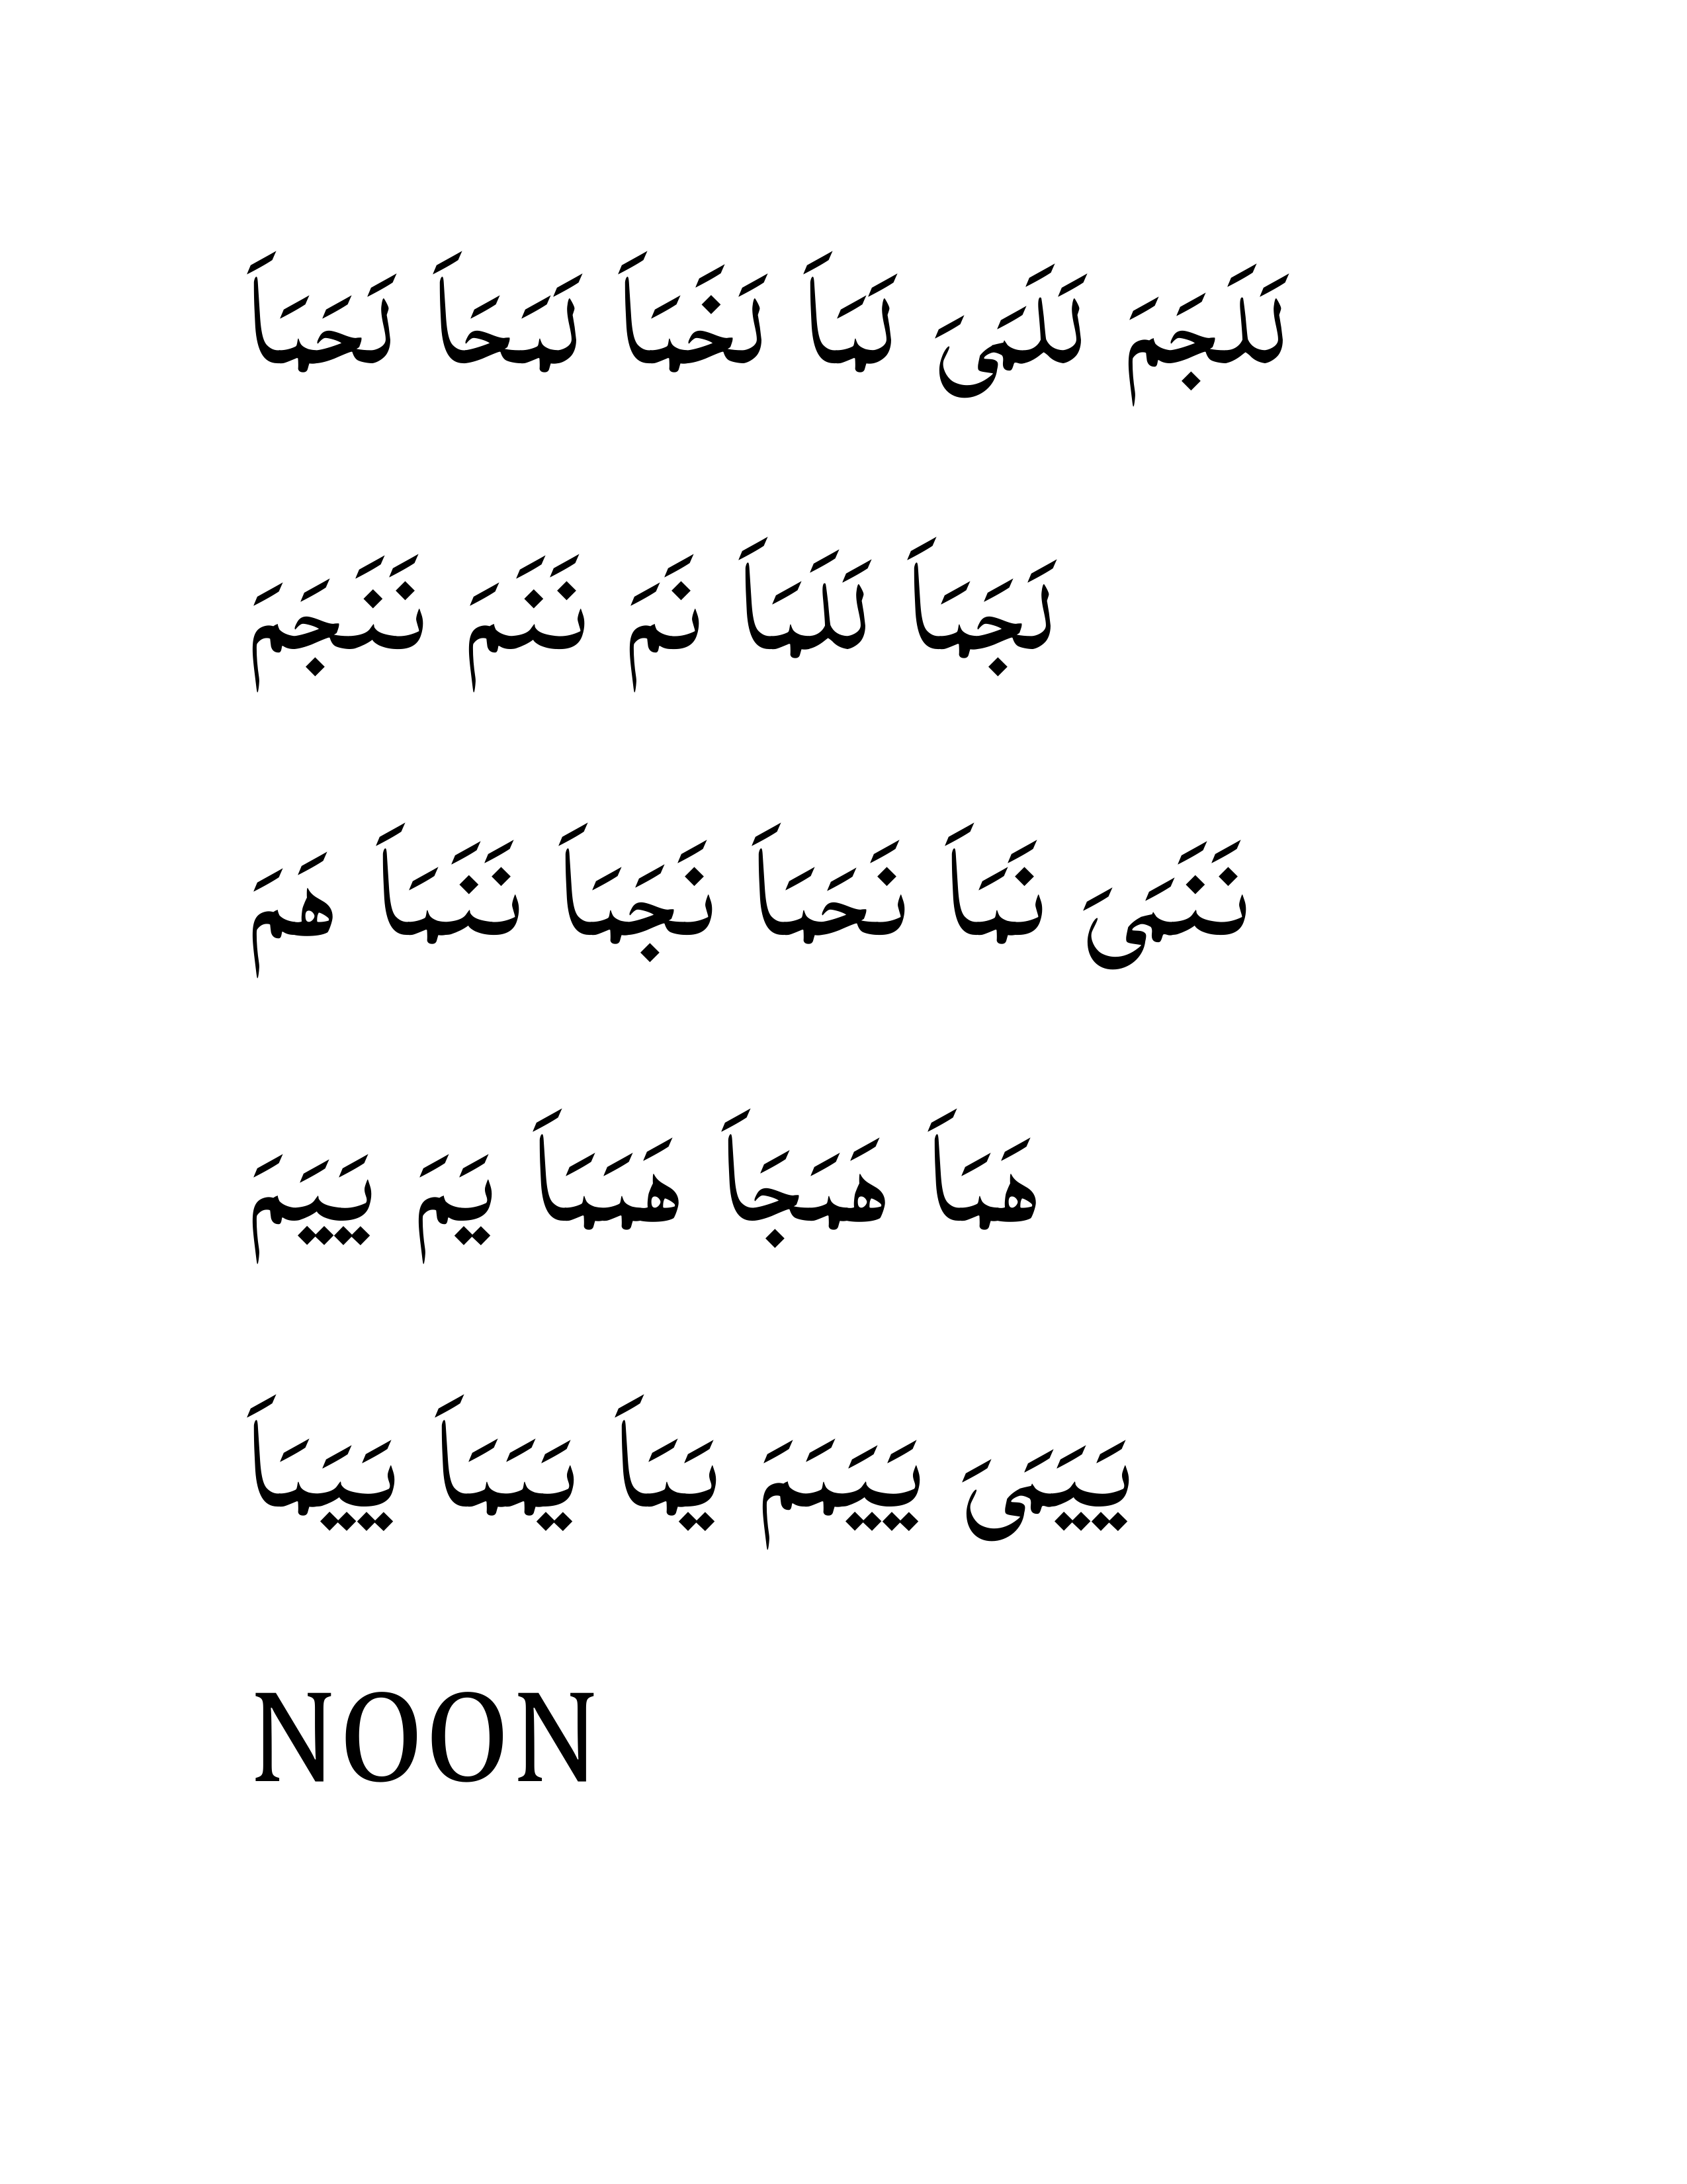 لَلَجَمَ لَلَمَىَ لَمَاَ لَخَمَاَ لَمَحَاَ لَحَمَاَ
لَجَمَاَ لَلَمَاَ نَمَ نَنَمَ نَنَجَمَ
نَنَمَىَ نَمَاَ نَحَمَاَ نَجَمَاَ نَنَمَاَ هَمَ
هَمَاَ هَمَجَاَ هَمَمَاَ يَمَ يَيَمَ
يَيَمَىَ يَيَمَمَ يَمَاَ يَمَمَاَ يَيَمَاَ
NOON